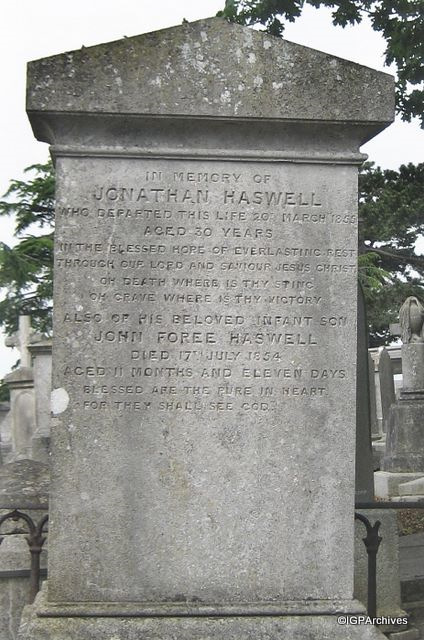 IN MEMORY OF
JONATHAN HASWELL
WHO DEPARTED THIS LIFE 20TH MARCH
AGED 30 YEARS
IN THE BLESSED HOPE OF EVERLASTING REST
THROUGH OUR LORD AND SAVIOUR JESUS CHRIST
OH DEATH WHERE IS THY STING
OH GRAVE WHERE IS THY VICTORY
ALSO OF HIS BELOVED INFANT SON
JOHN FOREE HASWELL
DIED 17TH JULY 1854
AGED 11 MONTHS AND ELEVEN DAYS
BLESSED ARE THE PURE IN HEART
FOR THEY SHALL SEE GOD
©IGPArchives